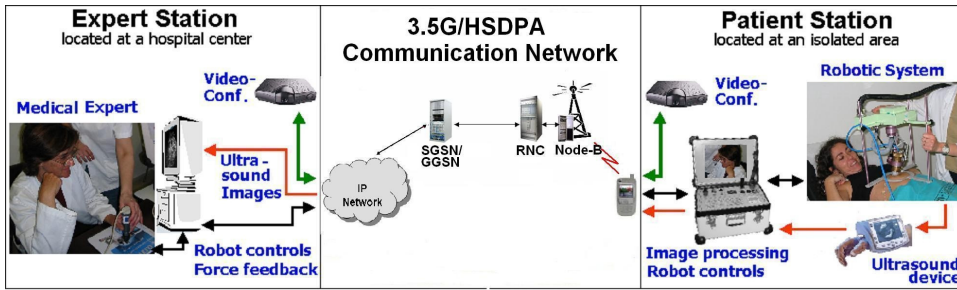 Expert Station
located at a hospital center
Video-
Conf.
Medical Expert
Ultra -
sound
Images
Robot controls
Force feedback
3.5G/HSDPA
Communication Network
SGSN/
GGSN
RNC
Node-B
IP
Network
Patient Station
located at an isolated area
Video-
Conf.
Robotic System
Image processing
Robot controls
Ultrasound
device